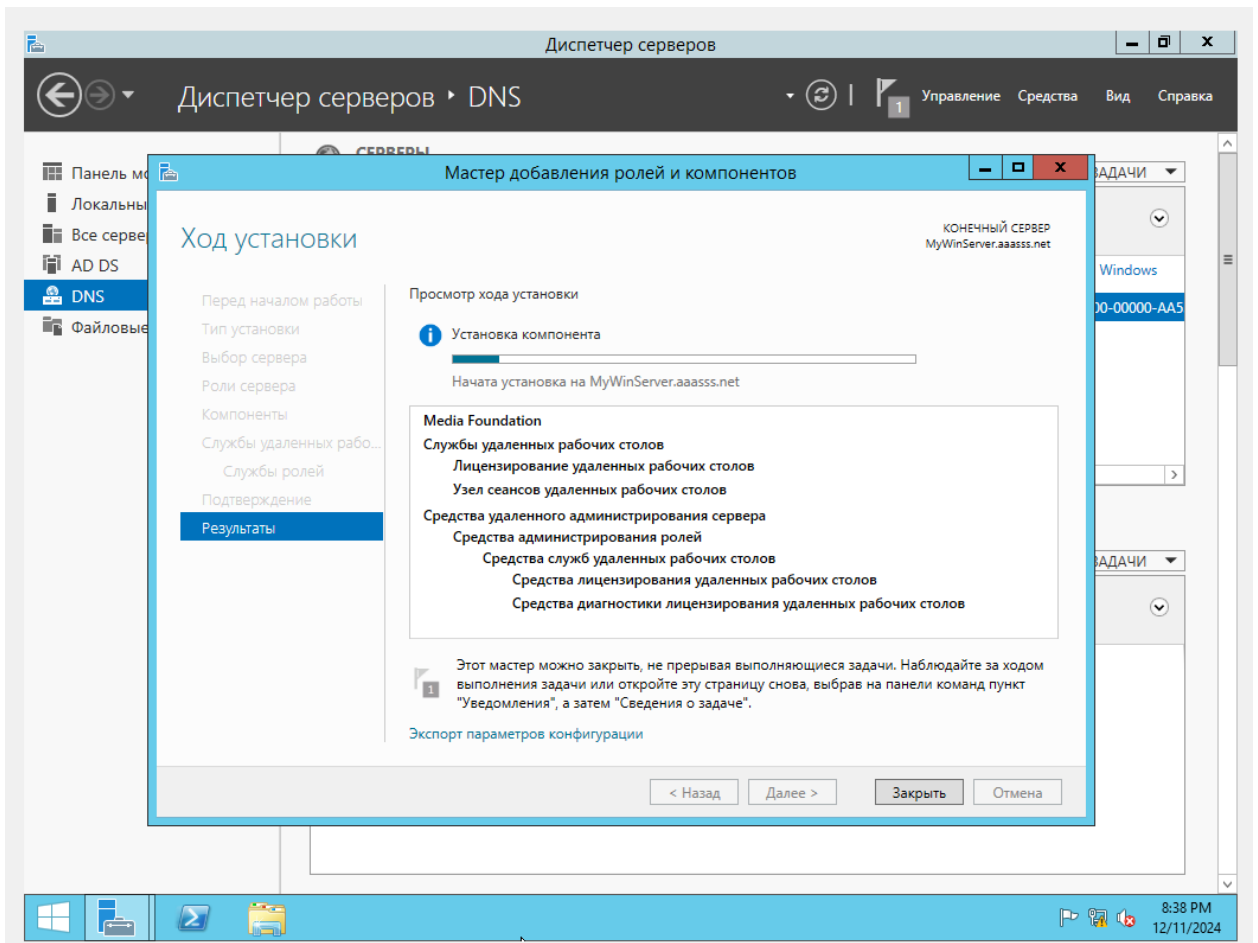 Диспетчер серверов
Диспетчер серверов DNS
1
Управление Средства Вид Справка
Панель
Локальны
Все серве
AD DS
DNS
Файловые
СЕРВЕРЫ
ЗАДАЧИ
Windows
00-00000-AA5
ЗАДАЧИ
Мастер добавления ролей и компонентов
Ход установки
КОНЕЧНЫЙ СЕРВЕР
MyWinServer.aaasss.net
Перед началом работы
Тип установки
Выбор сервера
Роли сервера
Компоненты
Службы удаленных рабо...
Службы ролей
Подтверждение
Результаты
Просмотр хода установки
Установка компонента
Начата установка на MyWinServer.aaasss.net
Media Foundation
Службы удаленных рабочих столов
Лицензирование удаленных рабочих столов
Узел сеансов удаленных рабочих столов
Средства удаленного администрирования сервера
Средства администрирования ролей
Средства служб удаленных рабочих столов
Средства лицензирования удаленных рабочих столов
Средства диагностики лицензирования удаленных рабочих столов
1
Этот мастер можно закрыть, не прерывая выполняющиеся задачи. Наблюдайте за ходом
выполнения задачи или откройте эту страницу снова, выбрав на панели команд пункт
"Уведомления", а затем "Сведения о задаче".
Экспорт параметров конфигурации
< Назад Далее > Закрыть Отмена
8:38 PM
12/11/2024